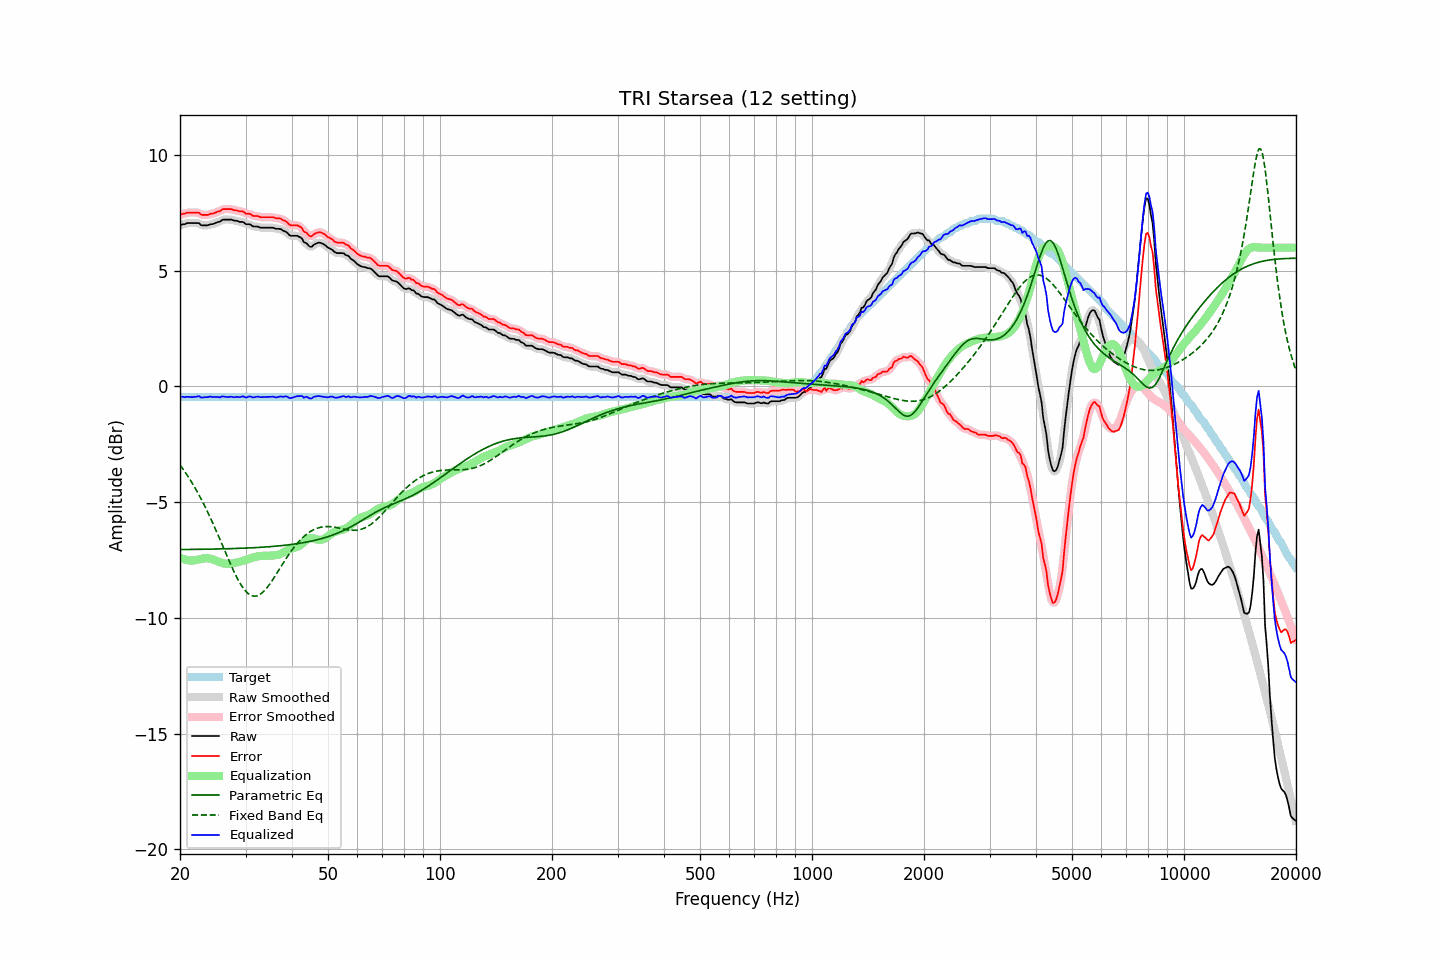 TRI Starsea (12 setting)
Amplitude (dBr)
10
5
0
−5
−10
−15
−20
Target
Raw Smoothed
Error Smoothed
Raw
Error
Equalization
Parametric Eq
Fixed Band Eq
Equalized
20 50 100 200 500 1000 2000 5000 10000 20000
Frequency (Hz)